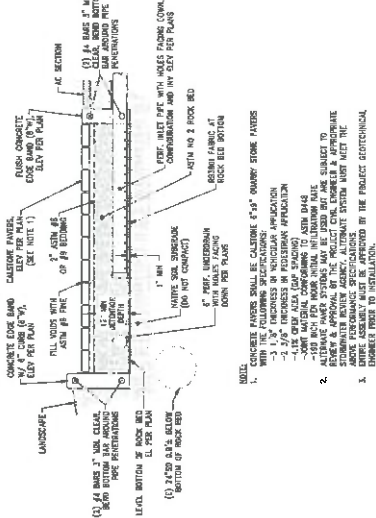 CONCRETE EDGE BAND
W/ 6" CURB (8"W),
ELEV PER PLAN
CALSTONE PAVERS,
ELEV PER PLAN
(SEE NOTE 1)
FLUSH CONCRETE
EDGE BAND (8"W),
ELEV PER PLAN
(2) #4 BARS 3"
CLEAR, BEND BOTTOM
BAR AROUND PIPE
PENETRATIONS
AC SECTION
LANDSCAPE
FILL VOIDS WITH
ASTM #8 FINE
2" ASTM #8
OR #9 BEDDING
12" MIN
DEPTH
(2) #4 BARS 3" MIN. CLEAR,
BEND BOTTOM BAR AROUND
PIPE PENETRATIONS
LEVEL BOTTOM OF ROCK BED
EL PER PLAN
BELOW
BOTTOM OF ROCK BED
1" MIN
NATIVE SOIL SUBGRADE
(DO NOT COMPACT)
6" PERF. UNDERDRAIN
WITH HOLES FACING
DOWN PER PLANS
PERF. INLET PIPE WITH HOLES FACING DOWN,
CONFIGURATION AND INV ELEV PER PLANS
ASTM NO 2 ROCK BED
FABRIC AT
ROCK BED BOTTOM
NOTE:
1. CONCRETE PAVERS SHALL BE CALSTONE 6"x9" QUARRY STONE PAVERS
WITH THE FOLLOWING SPECIFICATIONS:
-3 1/8" THICKNESS IN VEHICULAR APPLICATION
-2 3/8" THICKNESS IN PEDESTRIAN APPLICATION
OPEN AREA (GAP SPACING)
-JOINT MATERIAL CONFORMING TO ASTM D448
INCH PER HOUR INITIAL INFILTRATION RATE
2. ALTERNATE PAVER SYSTEMS MAY BE USED BUT ARE SUBJECT TO
REVIEW & APPROVAL BY THE PROJECT CIVIL ENGINEER & APPROPRIATE
STORMWATER REVIEW AGENCY. ALTERNATE SYSTEM MUST MEET THE
ABOVE PERFORMANCE SPECIFICATIONS.
3. ENTIRE ASSEMBLY MUST BE APPROVED BY THE PROJECT GEOTECHNICAL
ENGINEER PRIOR TO INSTALLATION.